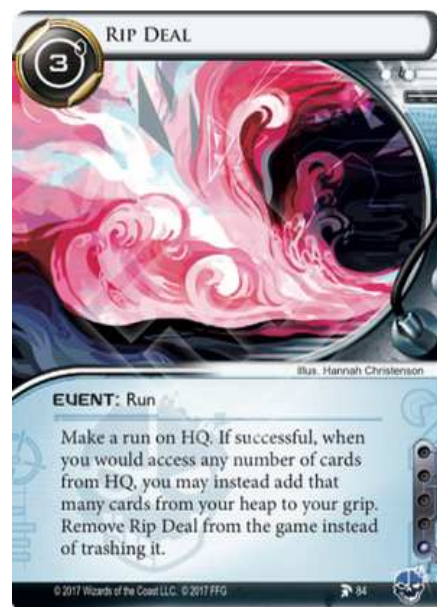 Rip Deal
3
Illus. Hannah Christenson
EVENT: Run
Make a run on HQ. If successful, when
you would access any number of cards
from HQ, you may instead add that
many cards from your heap to your grip.
Remove Rip Deal from the game instead
of trashing it.
© 2017 Wizards of the Coast LLC. © 2017 FFG
84